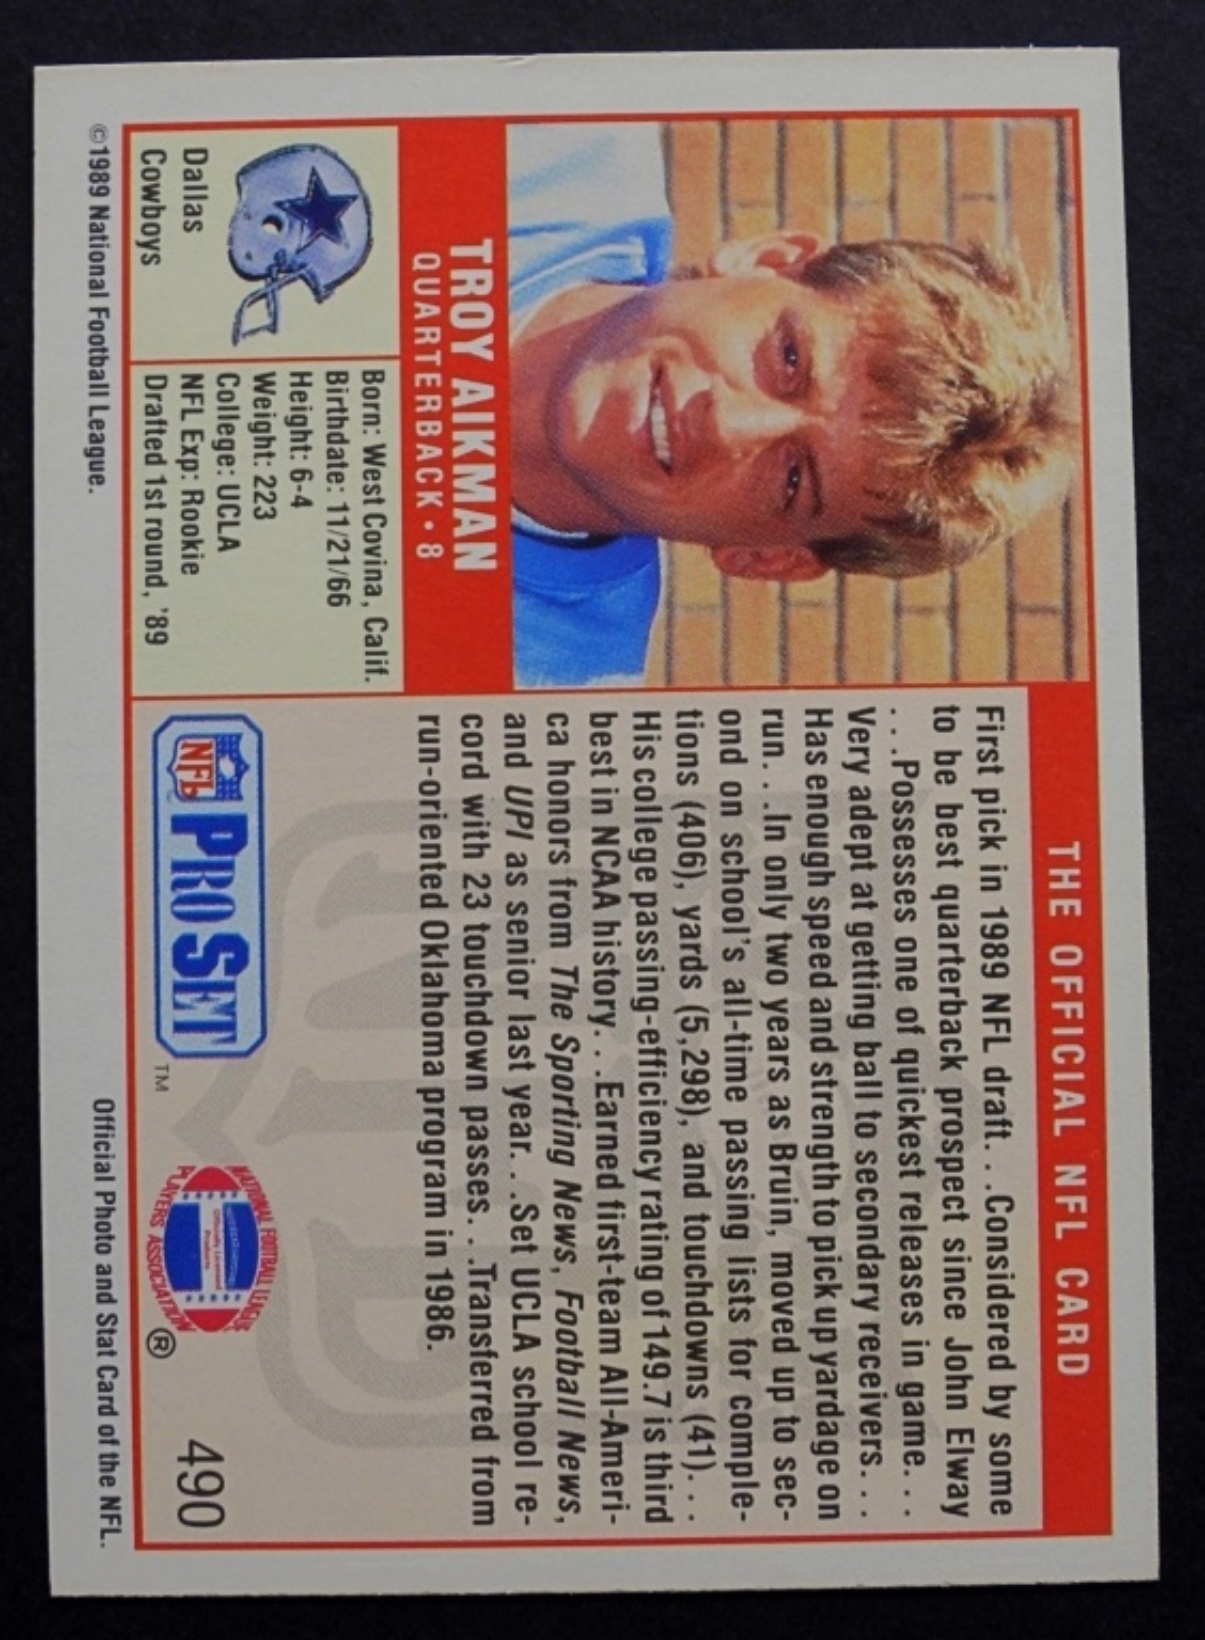 THE OFFICIAL NFL CARD
TROY AIKMAN
QUARTERBACK • 8
Dallas
Cowboys
Born: West Covina, Calif.
Birthdate: 11/21/66
Height: 6-4
Weight: 223
College: UCLA
NFL Exp: Rookie
Drafted 1st round, '89
First pick in 1989 NFL draft. . .Considered by some
to be best quarterback prospect since John Elway
. . .Possesses one of quickest releases in game. . .
Very adept at getting ball to secondary receivers. . .
Has enough speed and strength to pick up yardage on
run. . .In only two years as Bruin, moved up to sec-
ond on school's all-time passing lists for comple-
tions (406), yards (5,298), and touchdowns (41). . .
His college passing-efficiency rating of 149.7 is third
best in NCAA history. . .Earned first-team All-Ameri-
ca honors from The Sporting News, Football News,
and UPI as senior last year. . .Set UCLA school re-
cord with 23 touchdown passes. . .Transferred from
run-oriented Oklahoma program in 1986.
NFL PRO SET TM
NATIONAL FOOTBALL LEAGUE
PLAYERS ASSOCIATION
Officially Licensed
Product
®
490
©1989 National Football League.
Official Photo and Stat Card of the NFL.